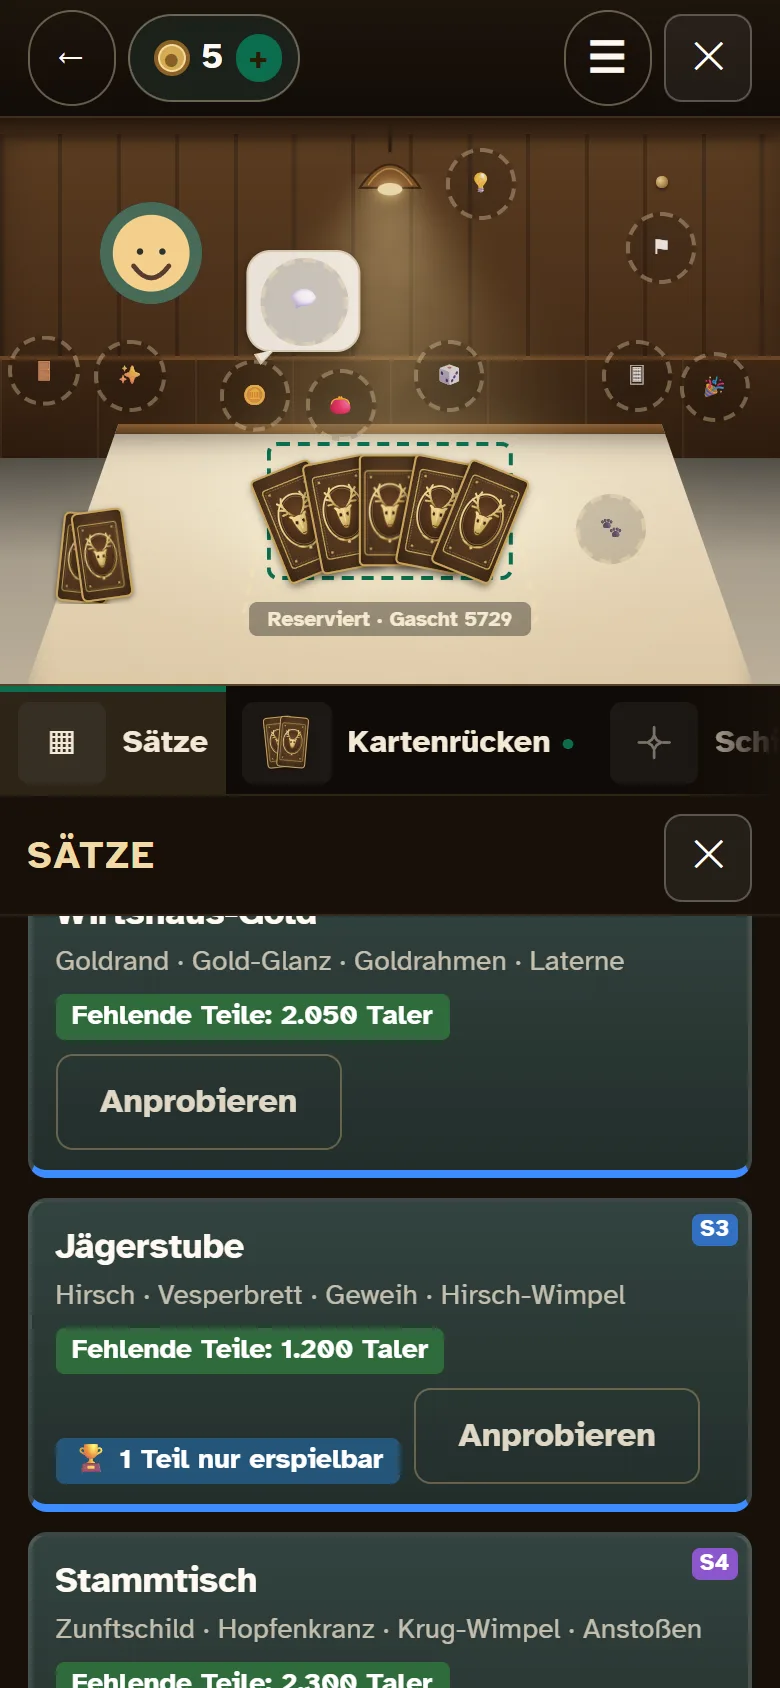 5
Reserviert · Gascht 5729
Sätze
Kartenrücken
SÄTZE
Wirtshaus-Gold
Goldrand · Gold-Glanz · Goldrahmen · Laterne
Fehlende Teile: 2.050 Taler
Anprobieren
S3
Jägerstube
Hirsch · Vesperbrett · Geweih · Hirsch-Wimpel
Fehlende Teile: 1.200 Taler
1 Teil nur erspielbar
Anprobieren
S4
Stammtisch
Zunftschild · Hopfenkranz · Krug-Wimpel · Anstoßen
Fehlende Teile: 2.300 Taler